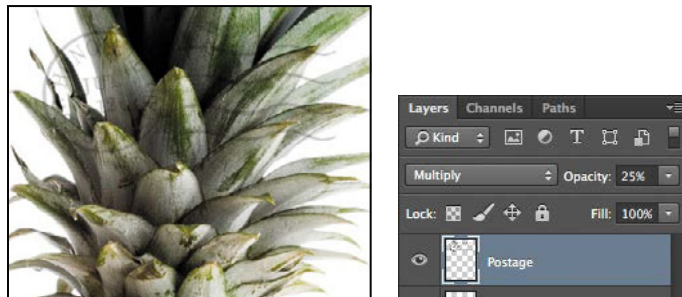 Layers Channels Paths
Kind T
Multiply Opacity: 25%
Lock: Fill: 100%
Postage